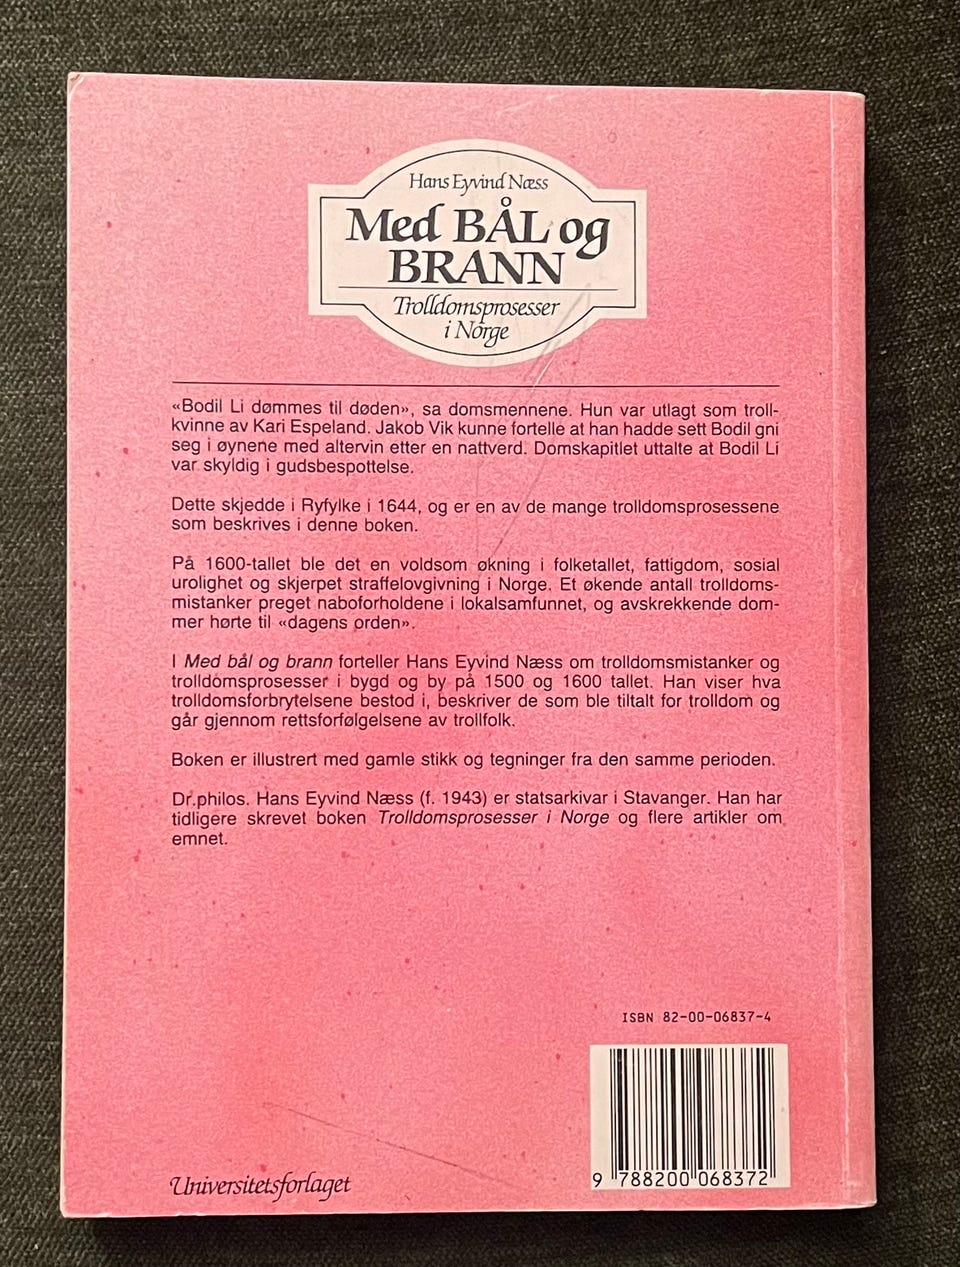 Hans Eyvind Næss
Med BÅL og
BRANN
Trolldomsprosesser
i Norge
«Bodil Li dømmes til døden», sa domsmennene. Hun var utlagt som troll-
kvinne av Kari Espeland. Jakob Vik kunne fortelle at han hadde sett Bodil gni
seg i øynene med altervin etter en nattverd. Domskapitlet uttalte at Bodil Li
var skyldig i gudsbespottelse.
Dette skjedde i Ryfylke i 1644, og er en av de mange trolldomsprosessene
som beskrives i denne boken.
På 1600-tallet ble det en voldsom økning i folketallet, fattigdom, sosial
urolighet og skjerpet straffelovgivning i Norge. Et økende antall trolldoms-
mistanker preget naboforholdene i lokalsamfunnet, og avskrekkende dom-
mer hørte til «dagens orden».
I Med bål og brann forteller Hans Eyvind Næss om trolldomsmistanker og
trolldomsprosesser i bygd og by på 1500 og 1600 tallet. Han viser hva
trolldomsforbrytelsene bestod i, beskriver de som ble tiltalt for trolldom og
går gjennom rettsforfølgelsene av trollfolk.
Boken er illustrert med gamle stikk og tegninger fra den samme perioden.
Dr.philos. Hans Eyvind Næss (f. 1943) er statsarkivar i Stavanger. Han har
tidligere skrevet boken Trolldomsprosesser i Norge og flere artikler om
emnet.
ISBN 82-00-06837-4
9 788200 068372
Universitetsforlaget